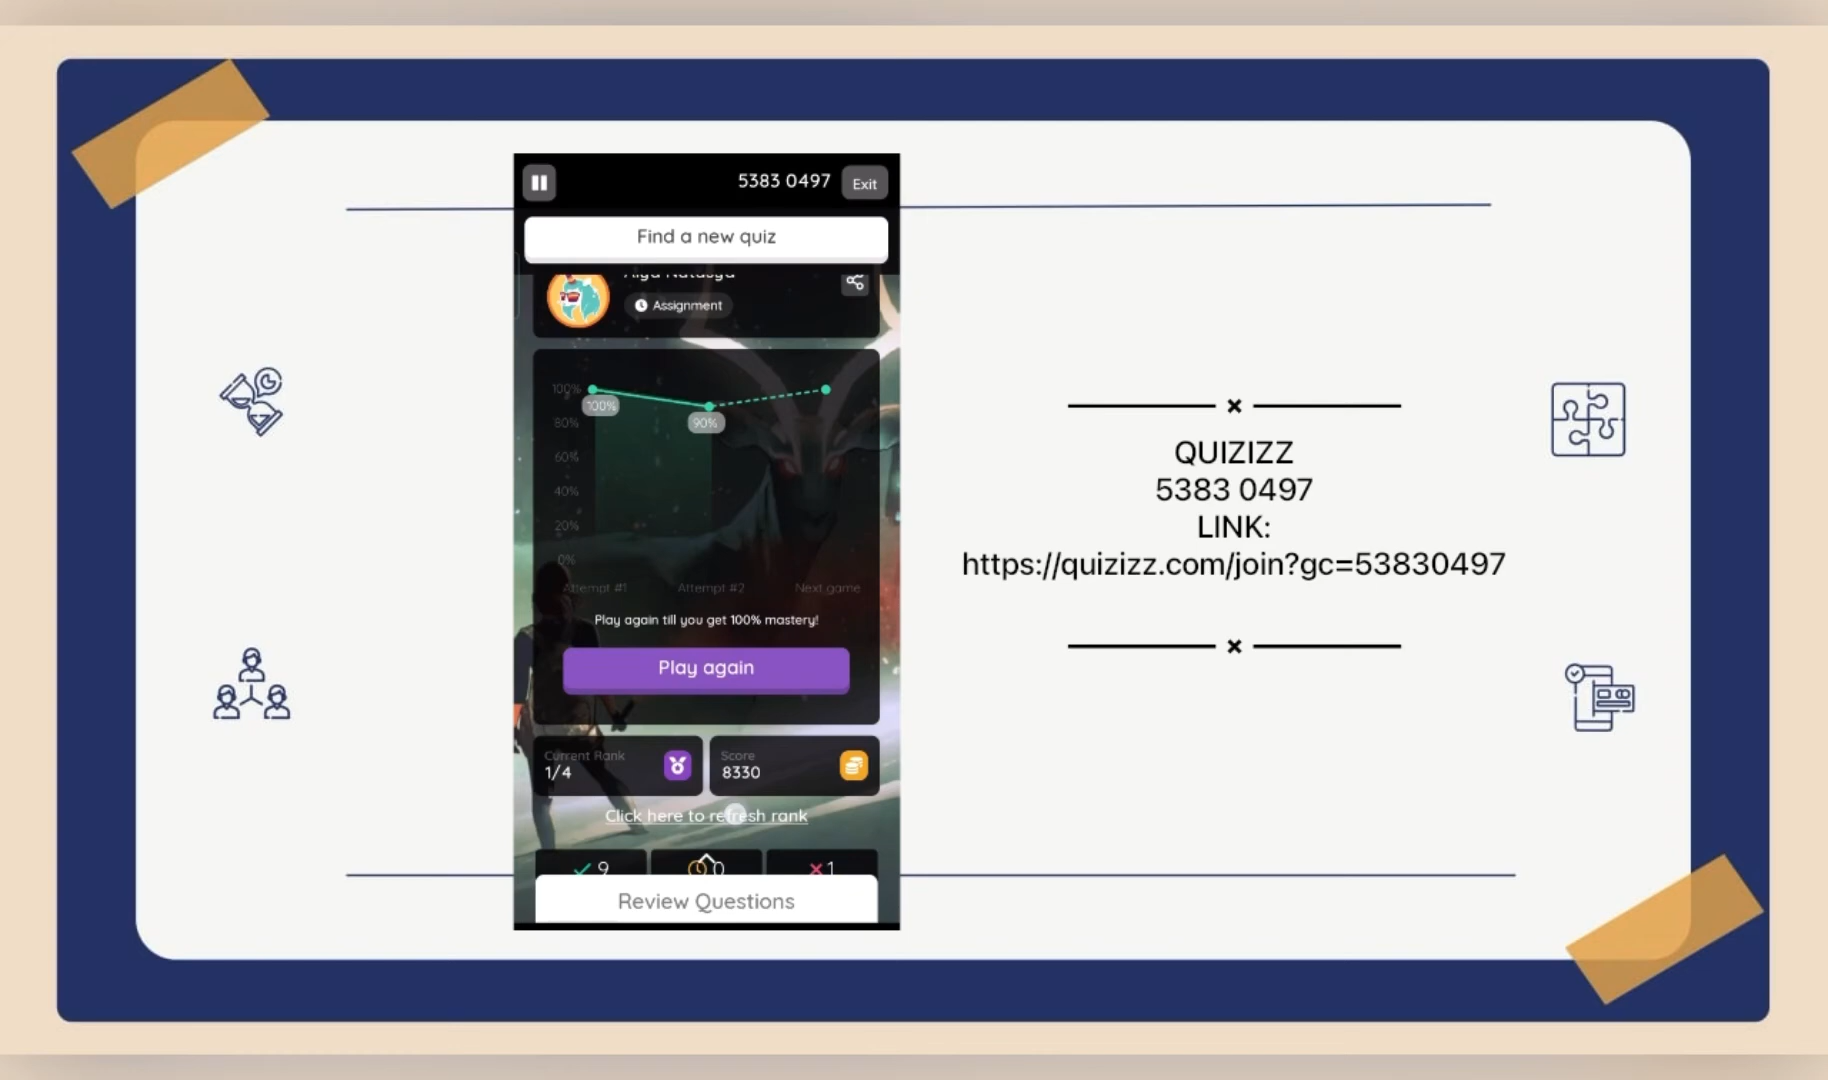 5383 0497
Exit
Find a new quiz
Assignment
100%
100%
90%
80%
60%
40%
20%
0%
Attempt #1
Attempt #2
Next game
Play again till you get 100% mastery!
Play again
Current Rank
1/4
Score
8330
Click here to refresh rank
9
0
1
Review Questions
QUIZIZZ
5383 0497
LINK:
https://quizizz.com/join?gc=53830497